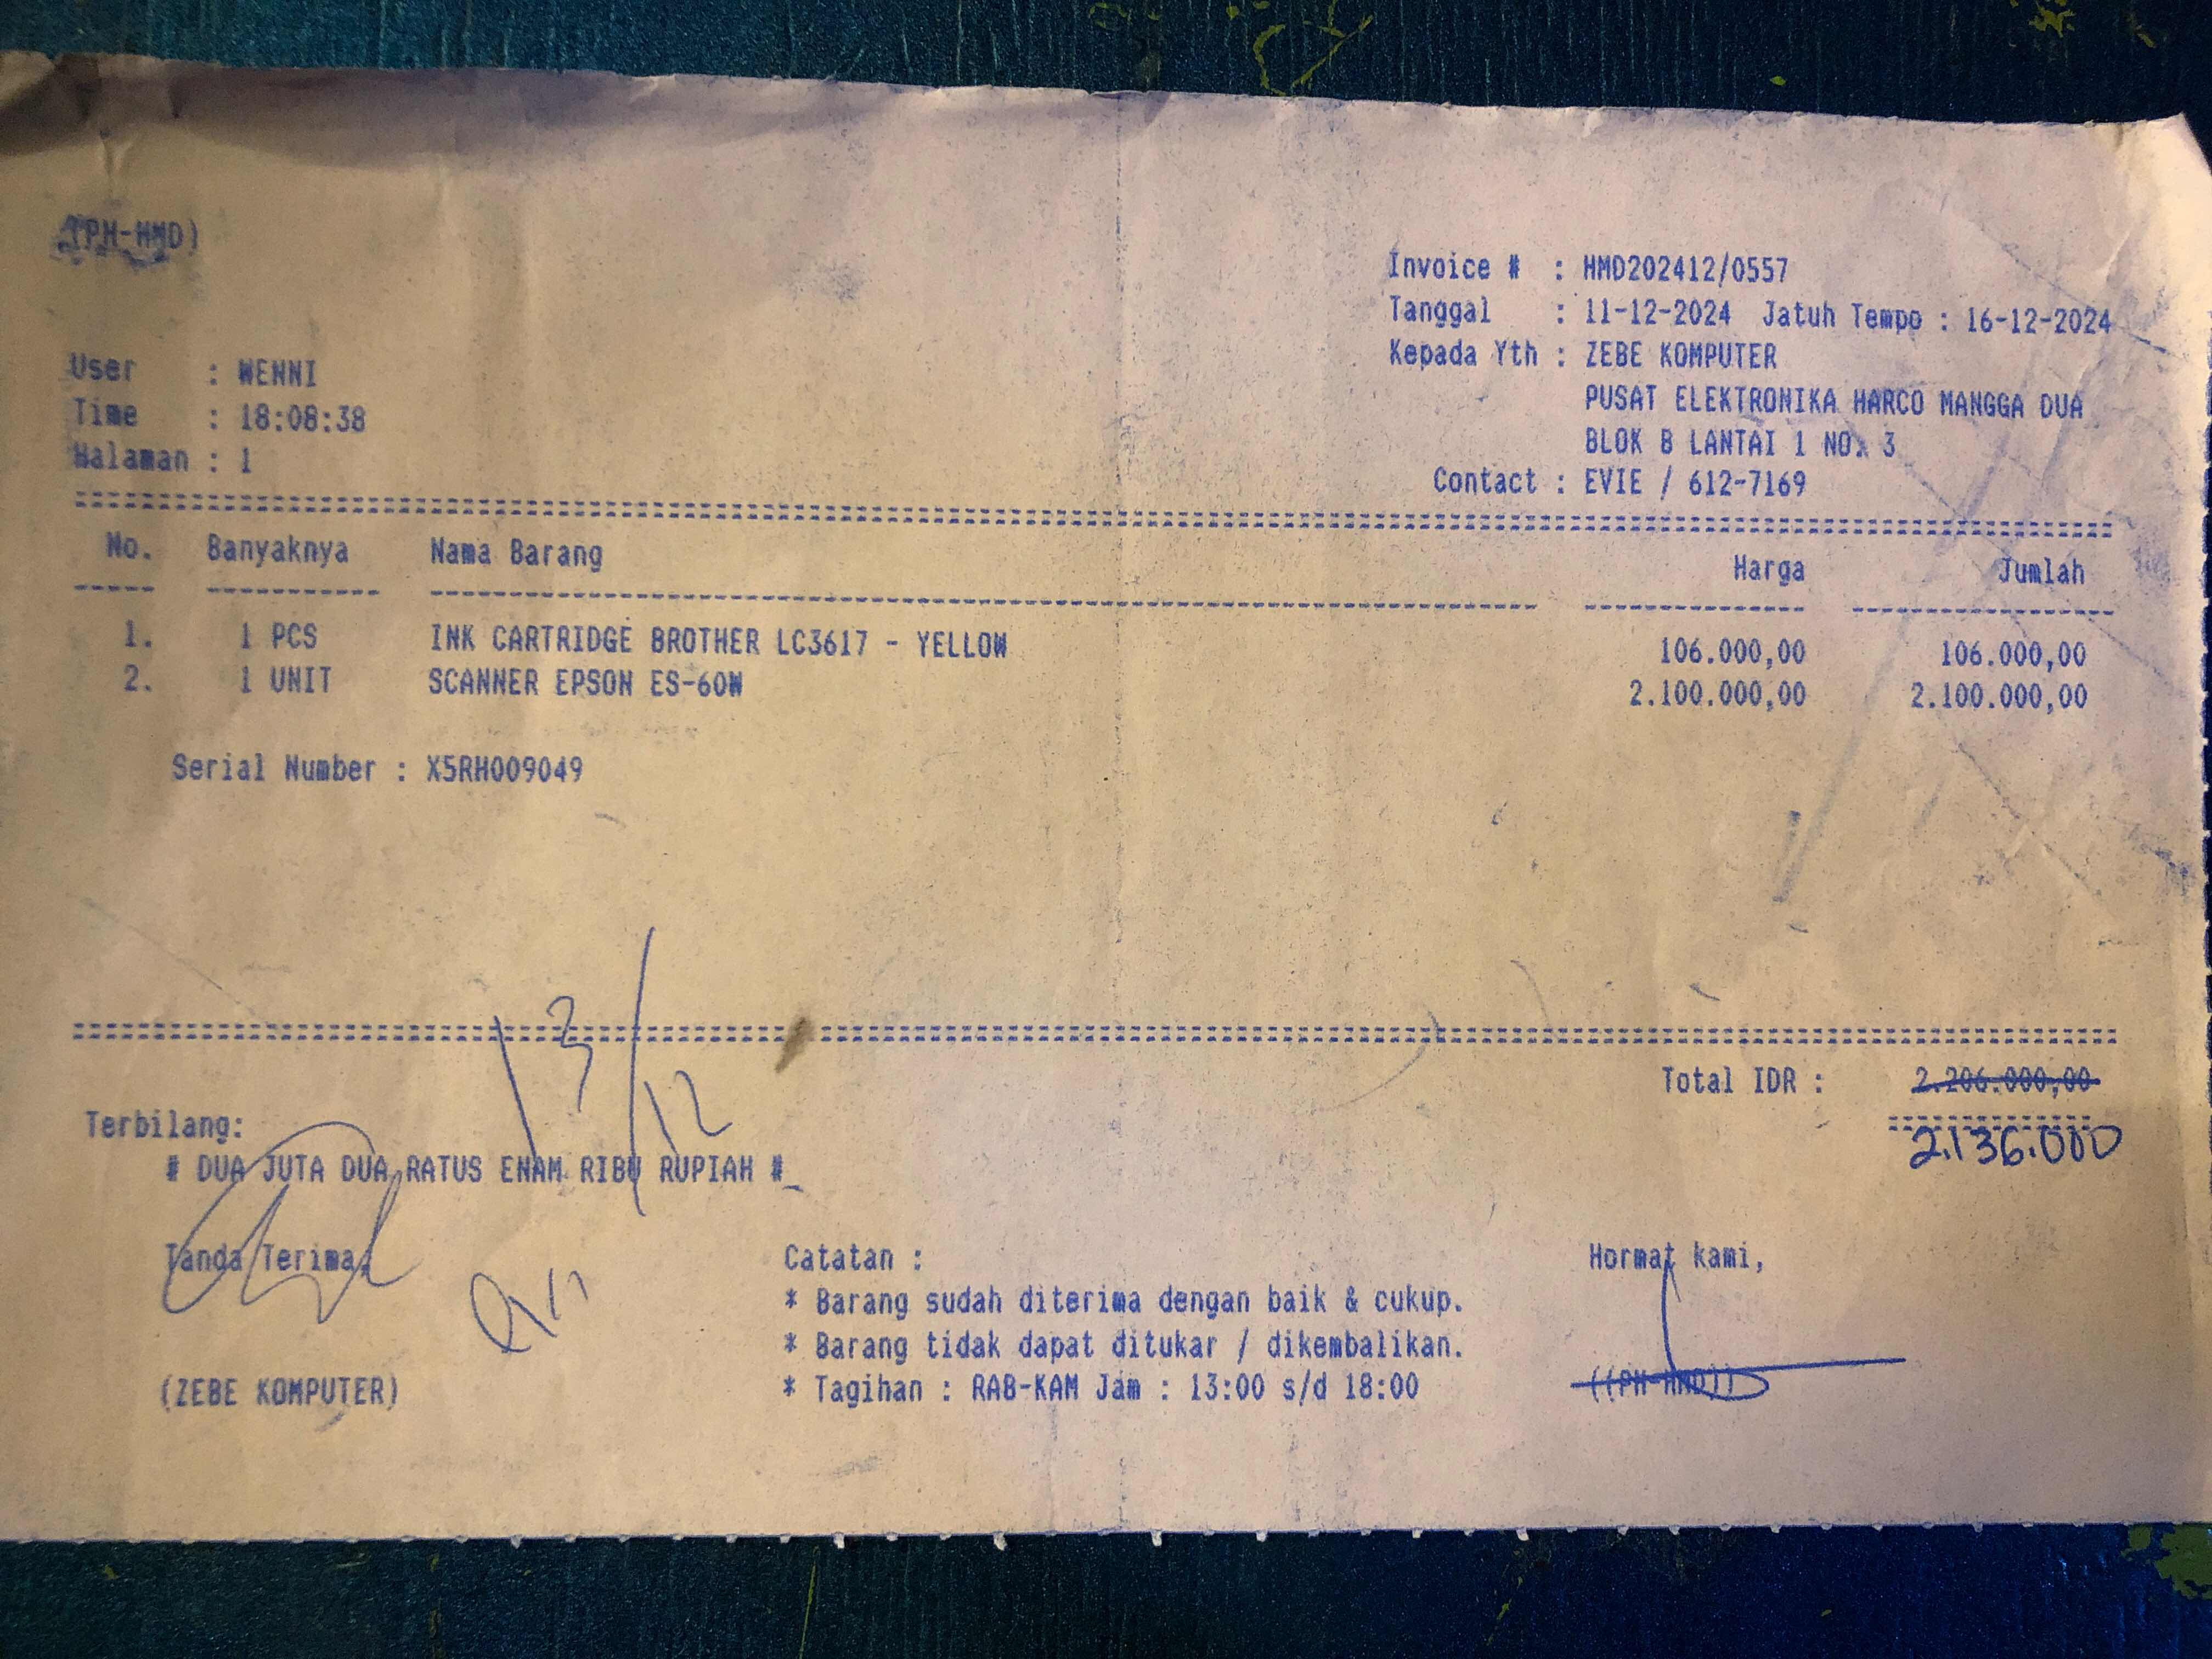 (PH-HMD)
Invoice # : HMD202412/0557
Tanggal : 11-12-2024 Jatuh Tempo : 16-12-2024
Kepada Yth : ZEBE KOMPUTER
PUSAT ELEKTRONIKA HARCO MANGGA DUA
BLOK B LANTAI 1 NO. 3
Contact : EVIE / 612-7169
User : WENNI
Time : 18:08:38
Halaman : 1
No. Banyaknya Nama Barang Harga Jumlah
1. 1 PCS INK CARTRIDGE BROTHER LC3617 - YELLOW 106.000,00 106.000,00
2. 1 UNIT SCANNER EPSON ES-60W 2.100.000,00 2.100.000,00
Serial Number : X5RH009049
Total IDR : 2.206.000,00
2.136.000
13/12
Terbilang:
# DUA JUTA DUA RATUS ENAM RIBU RUPIAH #
Tanda Terima,
(ZEBE KOMPUTER)
Catatan :
* Barang sudah diterima dengan baik & cukup.
* Barang tidak dapat ditukar / dikembalikan.
* Tagihan : RAB-KAM Jam : 13:00 s/d 18:00
Hormat kami,
((PH-HMD))